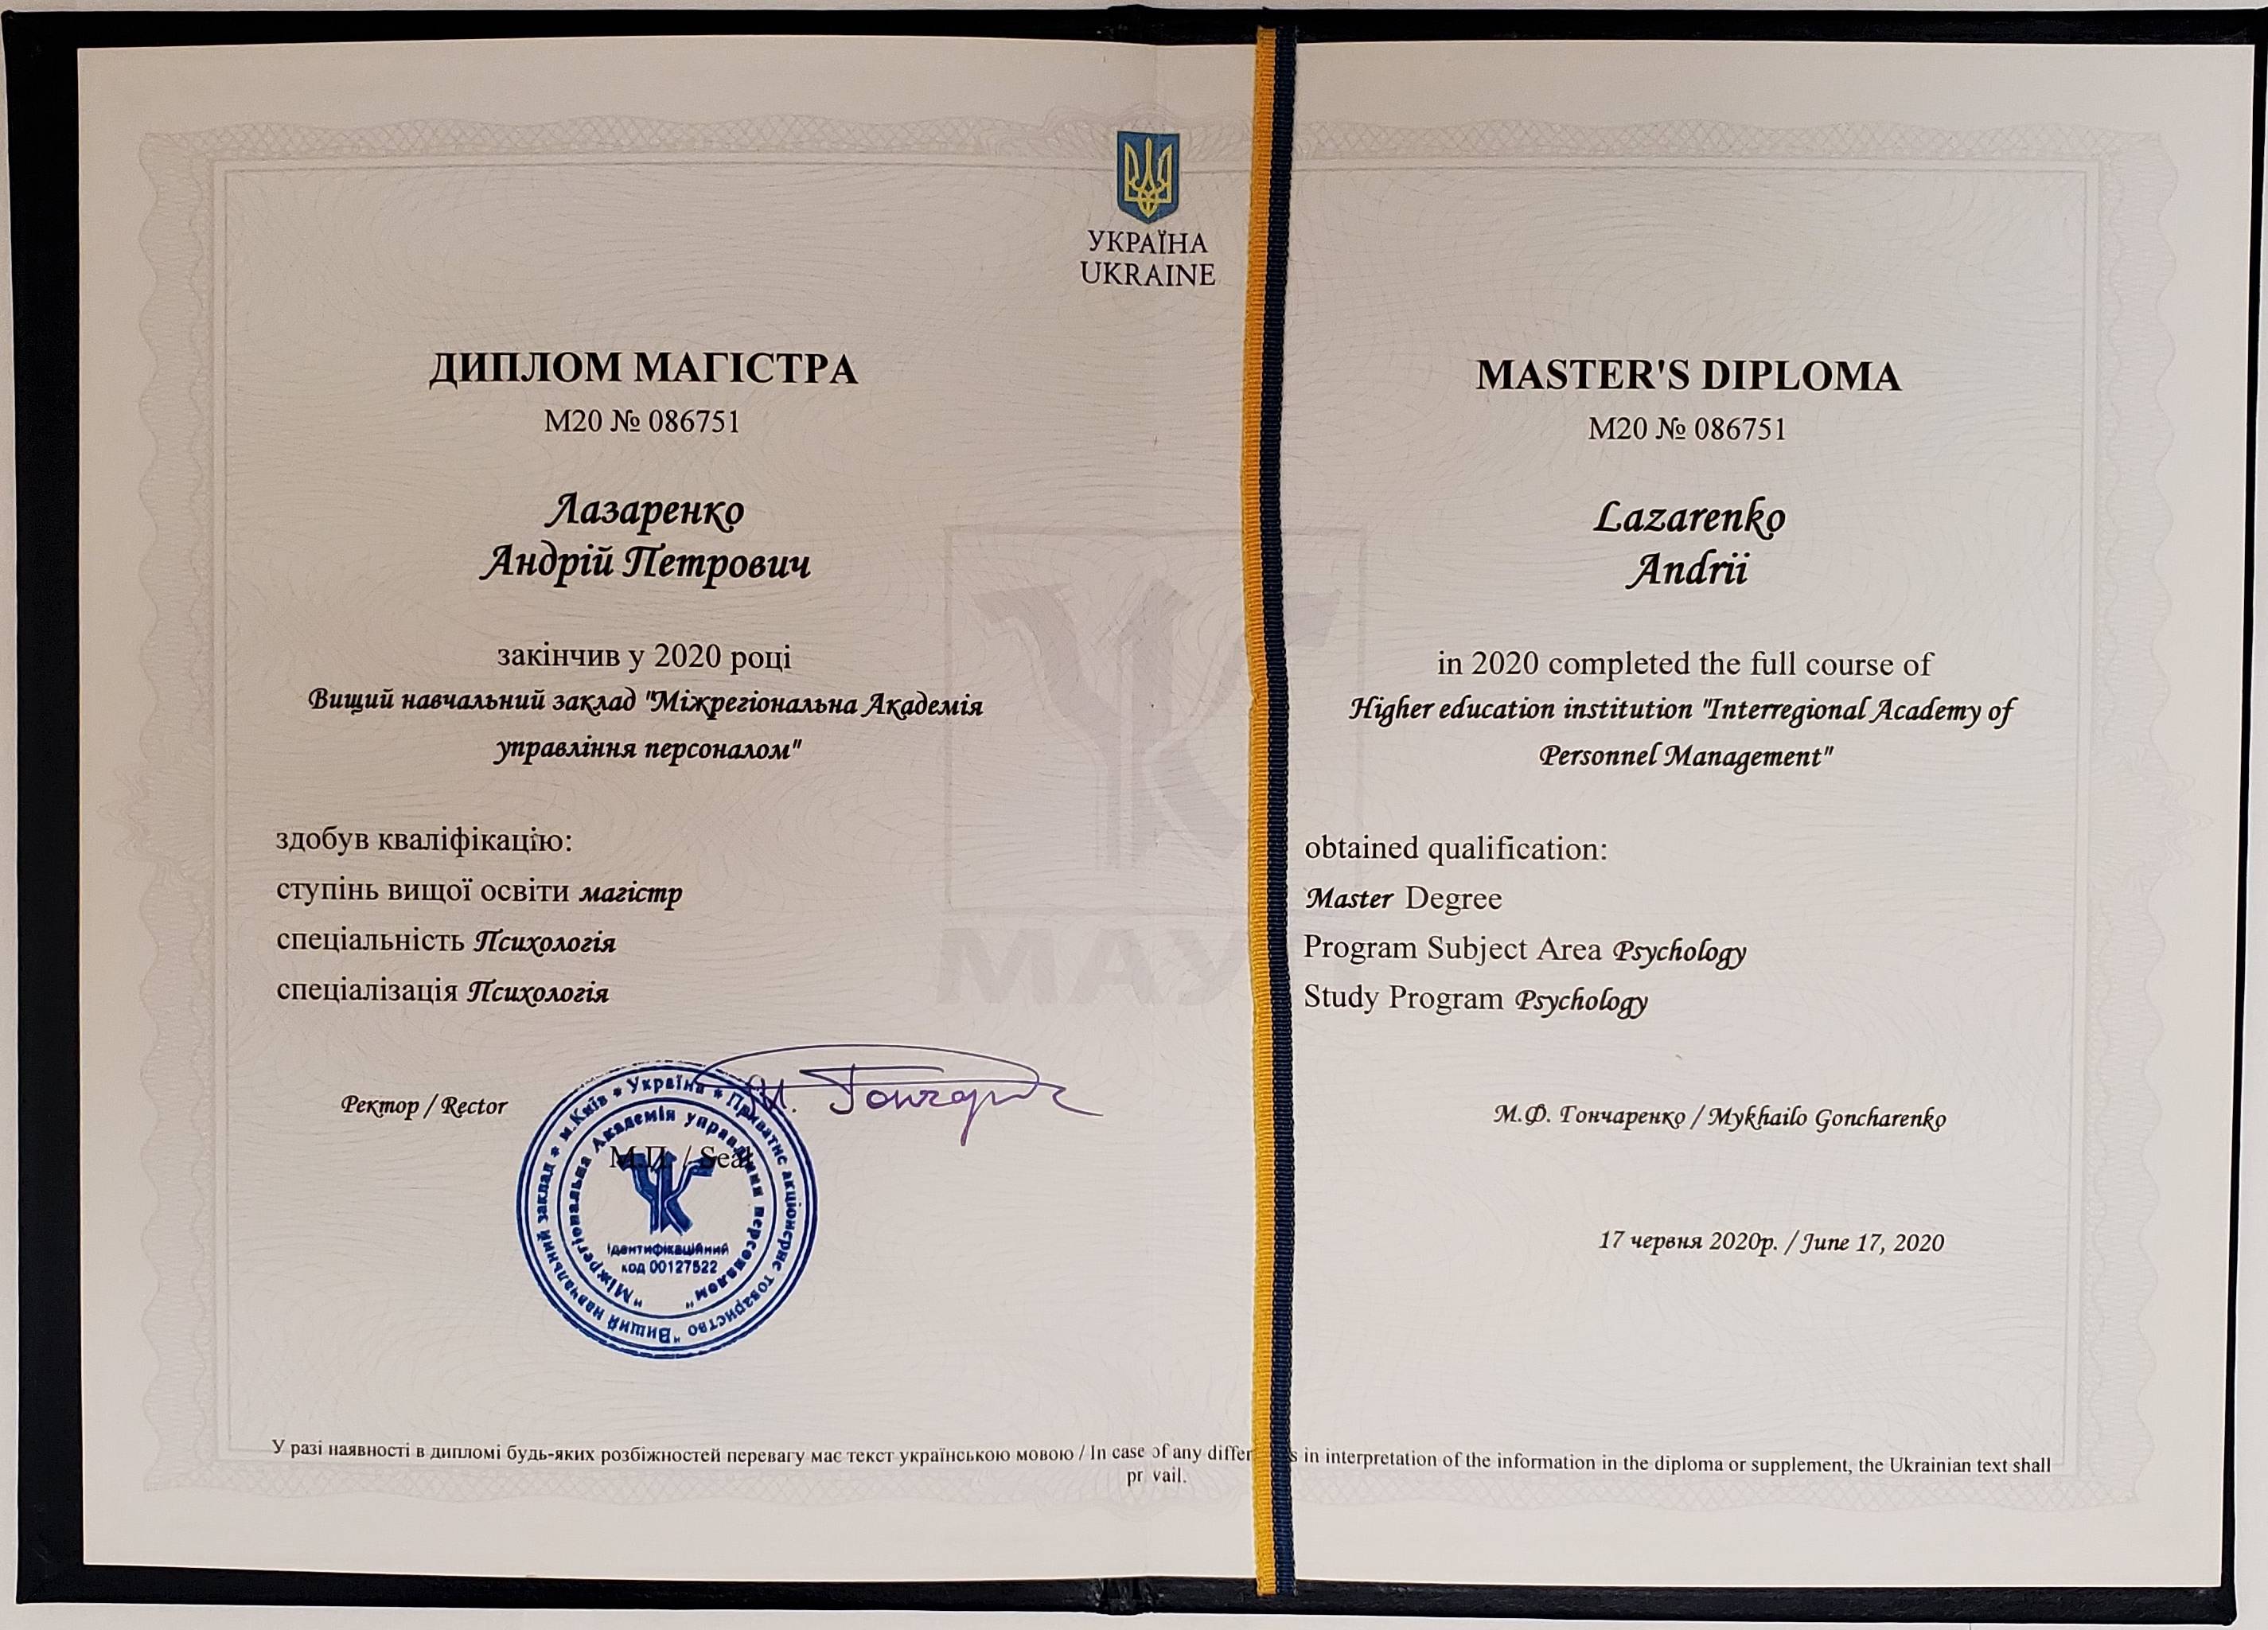 УКРАЇНА
UKRAINE
ДИПЛОМ МАГІСТРА
М20 № 086751
Лазаренко
Андрій Петрович
закінчив у 2020 році
Вищий навчальний заклад "Міжрегіональна Академія
управління персоналом"
здобув кваліфікацію:
ступінь вищої освіти магістр
спеціальність Психологія
спеціалізація Психологія
Ректор / Rector
М.П. / Seal
м.Київ * Україна * Приватне акціонерне товариство "Вищий навчальний заклад
"Міжрегіональна Академія управління персоналом"
Ідентифікаційний
код 00127522
М. Гончар
МАУ
MASTER'S DIPLOMA
М20 № 086751
Lazarenko
Andrii
in 2020 completed the full course of
Higher education institution "Interregional Academy of
Personnel Management"
obtained qualification:
Master Degree
Program Subject Area Psychology
Study Program Psychology
М.Ф. Гончаренко / Mykhailo Goncharenko
17 червня 2020р. / June 17, 2020
У разі наявності в дипломі будь-яких розбіжностей перевагу має текст українською мовою / In case of any differ s in interpretation of the information in the diploma or supplement, the Ukrainian text shall
pr vail.